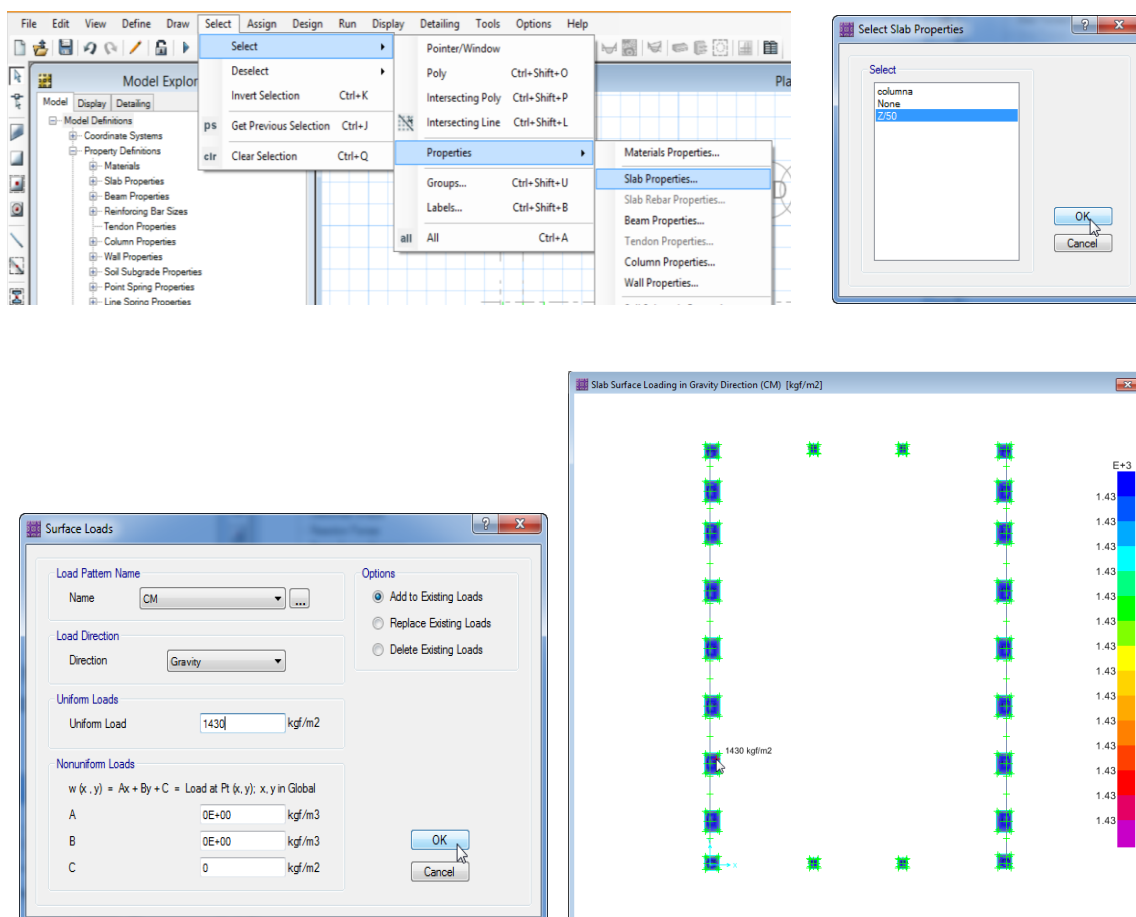 File Edit View Define Draw Select Assign Design Run Display Detailing Tools Options Help
Model Explor
Model Display Detailing
Model Definitions
Coordinate Systems
Property Definitions
Materials
Slab Properties
Beam Properties
Reinforcing Bar Sizes
Tendon Properties
Column Properties
Wall Properties
Soil Subgrade Properties
Point Spring Properties
Line Spring Properties
Select
Deselect
Invert Selection Ctrl+K
ps Get Previous Selection Ctrl+J
clr Clear Selection Ctrl+Q
Pointer/Window
Poly Ctrl+Shift+O
Intersecting Poly Ctrl+Shift+P
Intersecting Line Ctrl+Shift+L
Properties
Groups... Ctrl+Shift+U
Labels... Ctrl+Shift+B
all All Ctrl+A
Pla
Materials Properties...
Slab Properties...
Slab Rebar Properties...
Beam Properties...
Tendon Properties...
Column Properties...
Wall Properties...
D
Select Slab Properties
Select
columna
None
Z/50
OK
Cancel
Surface Loads
Load Pattern Name
Name CM ...
Load Direction
Direction Gravity
Uniform Loads
Uniform Load 1430 kgf/m2
Nonuniform Loads
w (x , y) = Ax + By + C = Load at Pt (x, y); x, y in Global
A 0E+00 kgf/m3
B 0E+00 kgf/m3
C 0 kgf/m2
Options
Add to Existing Loads
Replace Existing Loads
Delete Existing Loads
OK
Cancel
Slab Surface Loading in Gravity Direction (CM) [kgf/m2]
E+3
1.43
1.43
1.43
1.43
1.43
1.43
1.43
1.43
1.43
1.43
1.43
1.43
1.43
1.43
1430 kgf/m2
x